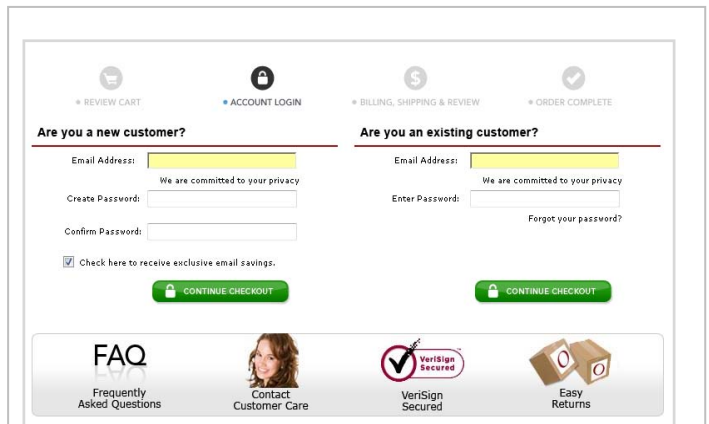 REVIEW CART
ACCOUNT LOGIN
BILLING, SHIPPING & REVIEW
ORDER COMPLETE
Are you a new customer?
Email Address:
We are committed to your privacy
Create Password:
Confirm Password:
Check here to receive exclusive email savings.
CONTINUE CHECKOUT
Are you an existing customer?
Email Address:
We are committed to your privacy
Enter Password:
Forgot your password?
CONTINUE CHECKOUT
FAQ
Frequently
Asked Questions
Contact
Customer Care
VeriSign
Secured
VeriSign
Secured
O
O
Easy
Returns